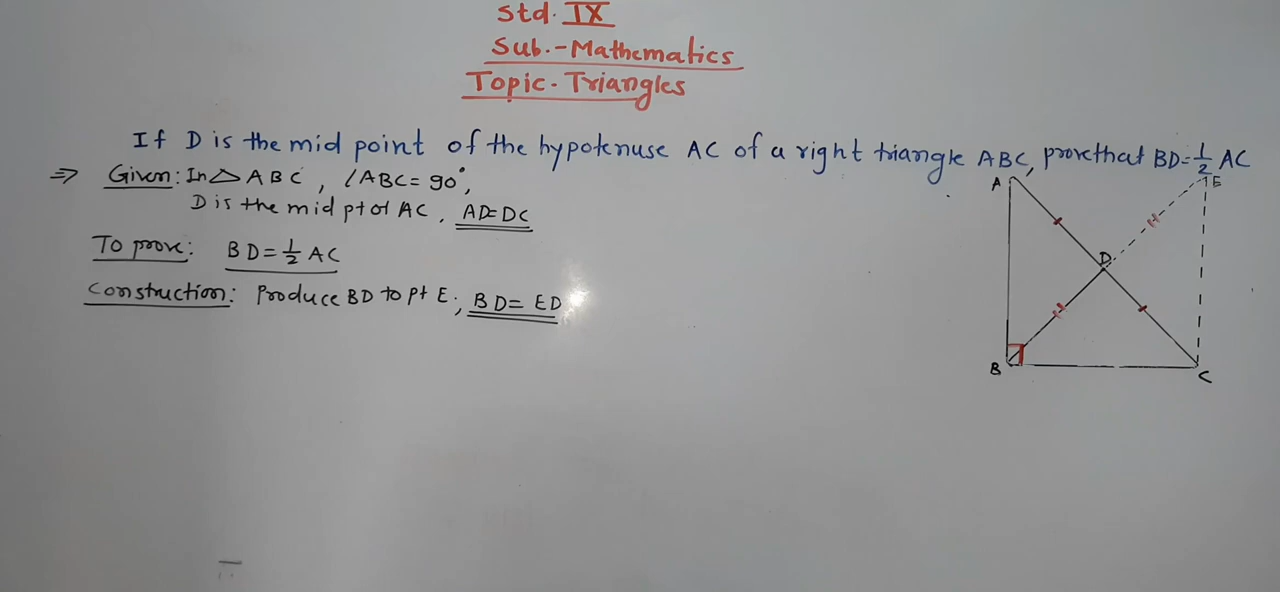 Std. IX
Sub.-Mathematics
Topic- Triangles
If D is the mid point of the hypotenuse AC of a right triangle ABC, prove that BD=1/2 AC
⇒ Given: In △ABC, ∠ABC=90°,
D is the mid pt of AC, AD=DC
To prove: BD=1/2 AC
Construction: Produce BD to pt E; BD=ED
A
E
D
B
C